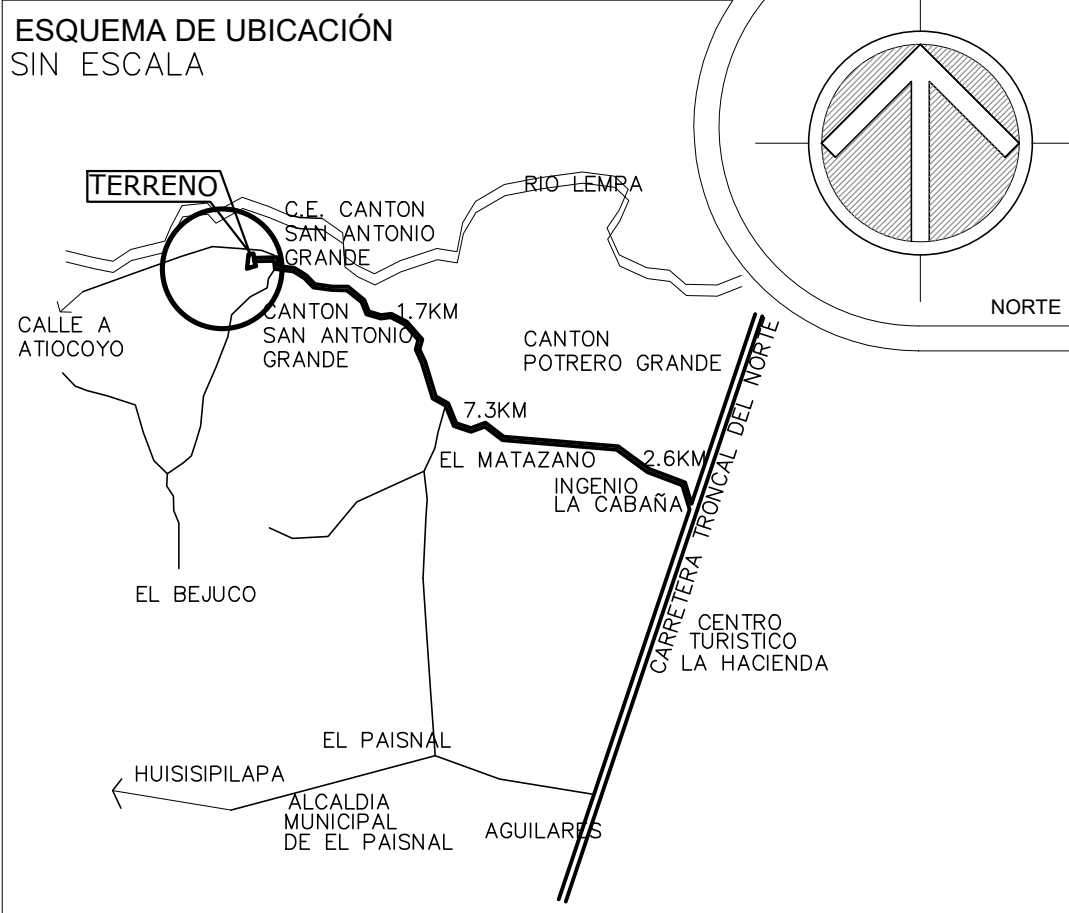 ESQUEMA DE UBICACIÓN
SIN ESCALA
NORTE
TERRENO
RIO LEMPA
C.E. CANTON
SAN ANTONIO
GRANDE
CALLE A
ATIOCOYO
CANTON
SAN ANTONIO
GRANDE
1.7KM
CANTON
POTRERO GRANDE
7.3KM
EL MATAZANO
2.6KM
INGENIO
LA CABAÑA
CARRETERA TRONCAL DEL NORTE
EL BEJUCO
CENTRO
TURISTICO
LA HACIENDA
EL PAISNAL
HUISISIPILAPA
ALCALDIA
MUNICIPAL
DE EL PAISNAL
AGUILARES